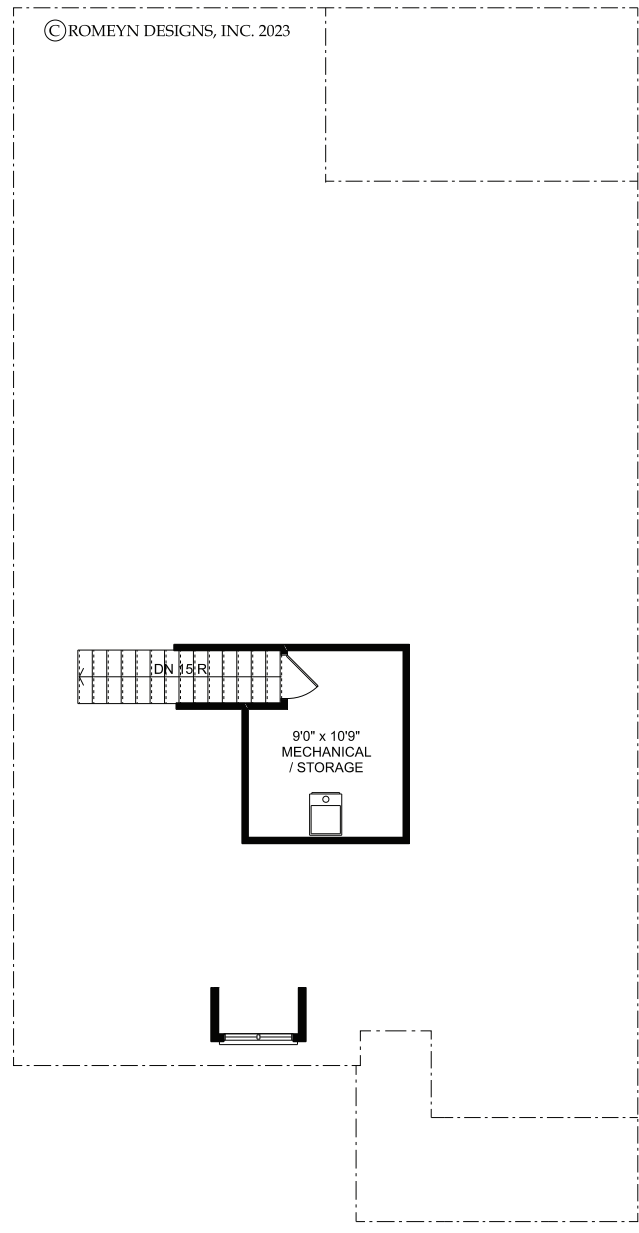 ©ROMEYN DESIGNS, INC. 2023
DN 15 R
9'0" x 10'9"
MECHANICAL
/ STORAGE